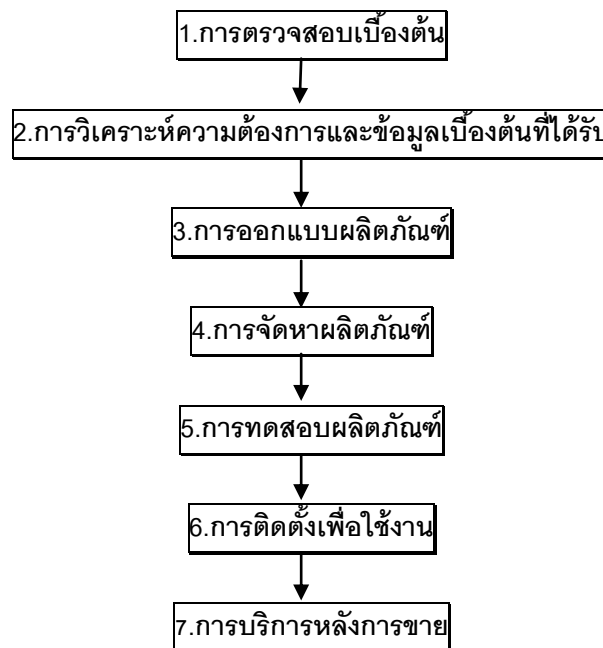 1.การตรวจสอบเบื้องต้น
2.การวิเคราะห์ความต้องการและข้อมูลเบื้องต้นที่ได้รับ
3.การออกแบบผลิตภัณฑ์
4.การจัดหาผลิตภัณฑ์
5.การทดสอบผลิตภัณฑ์
6.การติดตั้งเพื่อใช้งาน
7.การบริการหลังการขาย